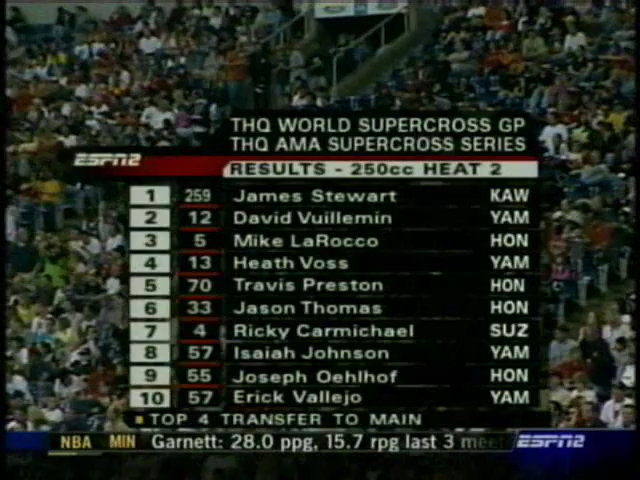 THQ WORLD SUPERCROSS GP
THQ AMA SUPERCROSS SERIES
ESPN2
RESULTS - 250cc HEAT 2
1 259 James Stewart KAW
2 12 David Vuillemin YAM
3 5 Mike LaRocco HON
4 13 Heath Voss YAM
5 70 Travis Preston HON
6 33 Jason Thomas HON
7 4 Ricky Carmichael SUZ
8 57 Isaiah Johnson YAM
9 55 Joseph Oehlhof HON
10 57 Erick Vallejo YAM
TOP 4 TRANSFER TO MAIN
NBA MIN Garnett: 28.0 ppg, 15.7 rpg last 3 meet ESPN2